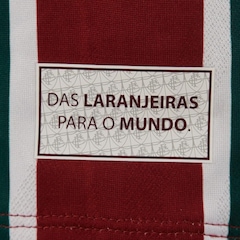 DAS LARANJEIRAS
PARA O MUNDO.